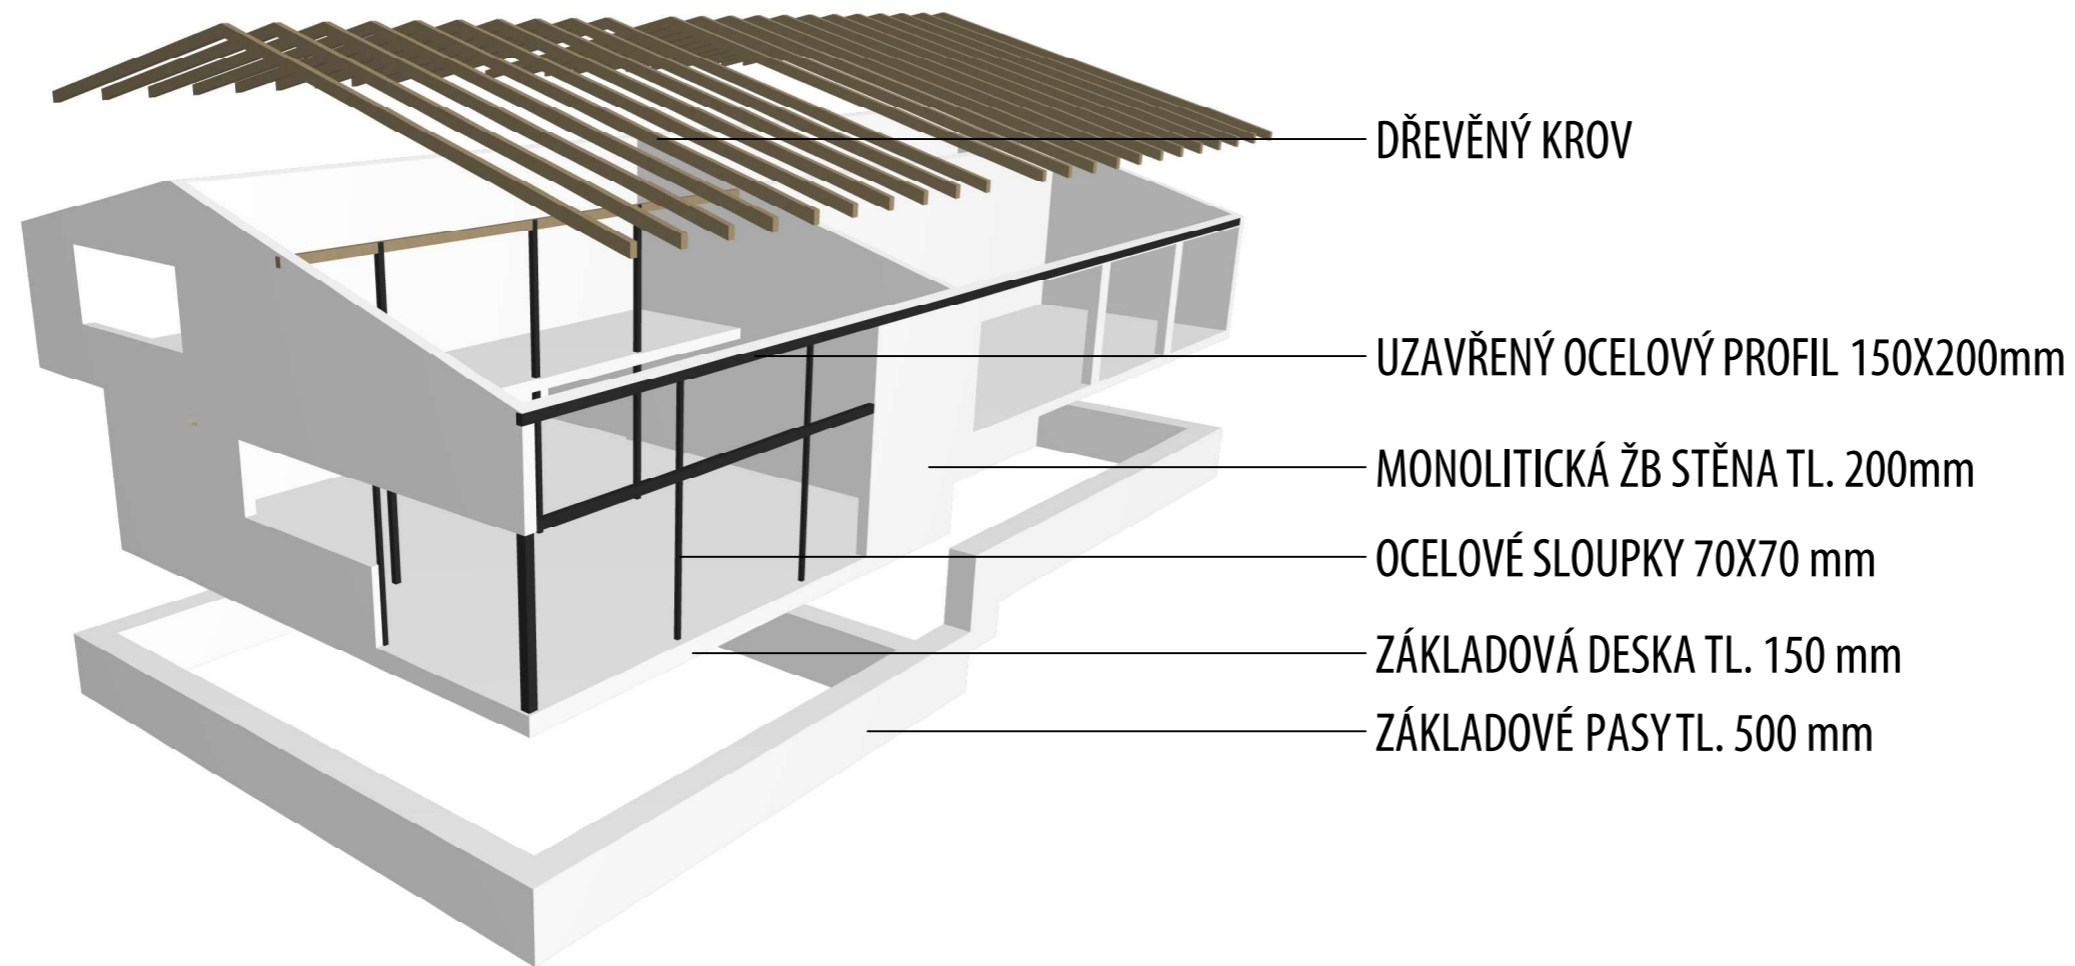 DŘEVĚNÝ KROV
UZAVŘENÝ OCELOVÝ PROFIL 150X200mm
MONOLITICKÁ ŽB STĚNA TL. 200mm
OCELOVÉ SLOUPKY 70X70 mm
ZÁKLADOVÁ DESKA TL. 150 mm
ZÁKLADOVÉ PASY TL. 500 mm